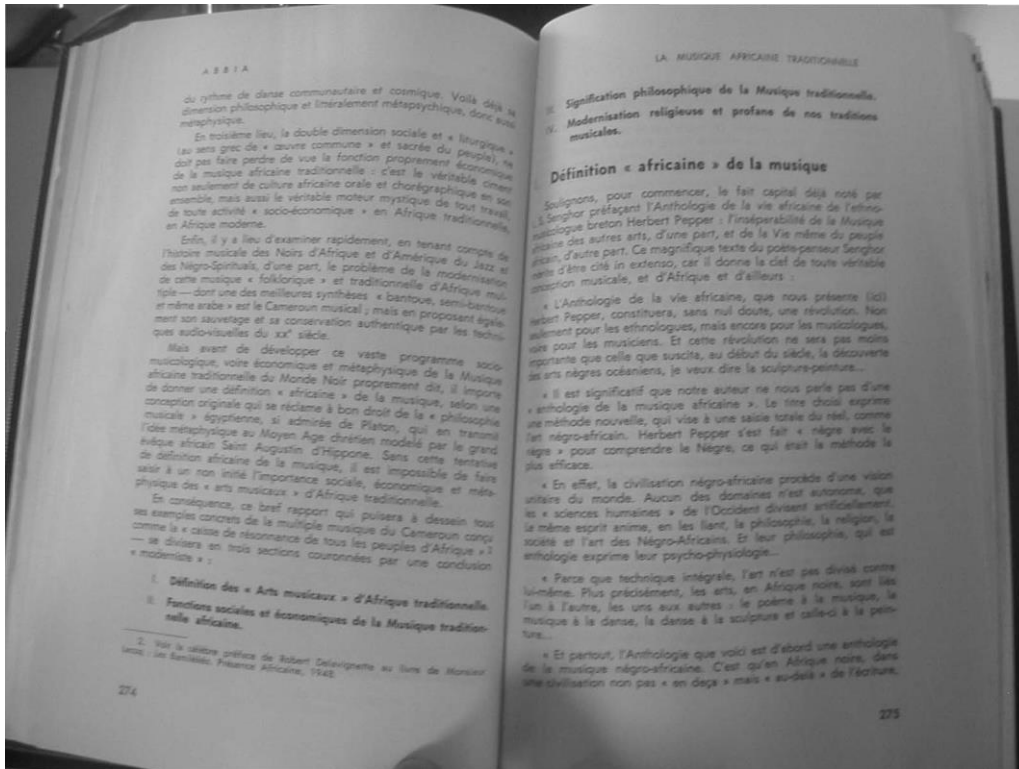 ABBIA
du rythme de danse communautaire et cosmique. Voilà déjà sa
dimension philosophique et littéralement métapsychique, donc aussi
métaphysique.
En troisième lieu, la double dimension sociale et « liturgique »
(au sens grec de « œuvre commune » et sacrée du peuple), ne
doit pas faire perdre de vue la fonction proprement économique
de la musique africaine traditionnelle : c'est le véritable ciment
non seulement de culture africaine orale et chorégraphique en son
ensemble, mais aussi le véritable moteur mystique de tout travail,
de toute activité « socio-économique » en Afrique traditionnelle,
en Afrique moderne.
Enfin, il y a lieu d'examiner rapidement, en tenant compte de
l'histoire musicale des Noirs d'Afrique et d'Amérique du Jazz et
des Négro-Spirituals, d'une part, le problème de la modernisation
de cette musique « folklorique » et traditionnelle d'Afrique mul-
tiple — dont une des meilleures synthèses « bantoue, semi-bantoue
et même arabe » est le Cameroun musical ; mais en proposant égale-
ment son sauvetage et sa conservation authentique par les techni-
ques audio-visuelles du XXe siècle.
Mais avant de développer ce vaste programme socio-
musicologique, voire économique et métaphysique de la Musique
africaine traditionnelle du Monde Noir proprement dit, il importe
de donner une définition « africaine » de la musique, selon une
conception originale qui se réclame à bon droit de la « philosophie
musicale » égyptienne, si admirée de Platon, qui en transmit
l'idée métaphysique au Moyen Age chrétien modelé par le grand
évêque africain Saint Augustin d'Hippone. Sans cette tentative
de définition africaine de la musique, il est impossible de faire
saisir à un non initié l'importance sociale, économique et méta-
physique des « arts musicaux » d'Afrique traditionnelle.
En conséquence, ce bref rapport qui puisera à dessein tous
ses exemples concrets de la multiple musique du Cameroun conçu
comme la « caisse de résonnance de tous les peuples d'Afrique » 2
— se divisera en trois sections couronnées par une conclusion
« moderniste » :
I. Définition des « Arts musicaux » d'Afrique traditionnelle.
II. Fonctions sociales et économiques de la Musique tradition-
nelle africaine.
2. Voir la célèbre préface de Robert Delavignette au livre de Monsieur
Lecoq : Les Bamiléké, Présence Africaine, 1948.
274
LA MUSIQUE AFRICAINE TRADITIONNELLE
III. Signification philosophique de la Musique traditionnelle.
IV. Modernisation religieuse et profane de nos traditions
musicales.
Définition « africaine » de la musique
Soulignons, pour commencer, le fait capital déjà noté par
S. Senghor préfaçant l'Anthologie de la vie africaine de l'ethno-
musicologue breton Herbert Pepper : l'inséparabilité de la Musique
africaine des autres arts, d'une part, et de la Vie même du peuple
africain, d'autre part. Ce magnifique texte du poète-penseur Senghor
mérite d'être cité in extenso, car il donne la clef de toute véritable
conception musicale, et d'Afrique et d'ailleurs :
« L'Anthologie de la vie africaine, que nous présente (ici)
Herbert Pepper, constituera, sans nul doute, une révolution. Non
seulement pour les ethnologues, mais encore pour les musicologues,
voire pour les musiciens. Et cette révolution ne sera pas moins
importante que celle que suscita, au début du siècle, la découverte
des arts nègres océaniens, je veux dire la sculpture-peinture...
« Il est significatif que notre auteur ne nous parle pas d'une
« anthologie de la musique africaine ». Le titre choisi exprime
une méthode nouvelle, qui vise à une saisie totale du réel, comme
l'art négro-africain. Herbert Pepper s'est fait « nègre avec le
nègre » pour comprendre le Nègre, ce qui était la méthode la
plus efficace.
« En effet, la civilisation négro-africaine procède d'une vision
unitaire du monde. Aucun des domaines n'est autonome, que
les « sciences humaines » de l'Occident divisent artificiellement.
Le même esprit anime, en les liant, la philosophie, la religion, la
société et l'art des Négro-Africains. Et leur philosophie, qui est
anthologie exprime leur psycho-physiologie...
« Parce que technique intégrale, l'art n'est pas divisé contre
lui-même. Plus précisément, les arts, en Afrique noire, sont liés
l'un à l'autre, les uns aux autres : le poème à la musique, la
musique à la danse, la danse à la sculpture et celle-ci à la pein-
ture...
« Et partout, l'Anthologie que voici est d'abord une anthologie
de la musique négro-africaine. C'est qu'en Afrique noire, dans
une civilisation non pas « en deça » mais « au-delà » de l'écriture,
275